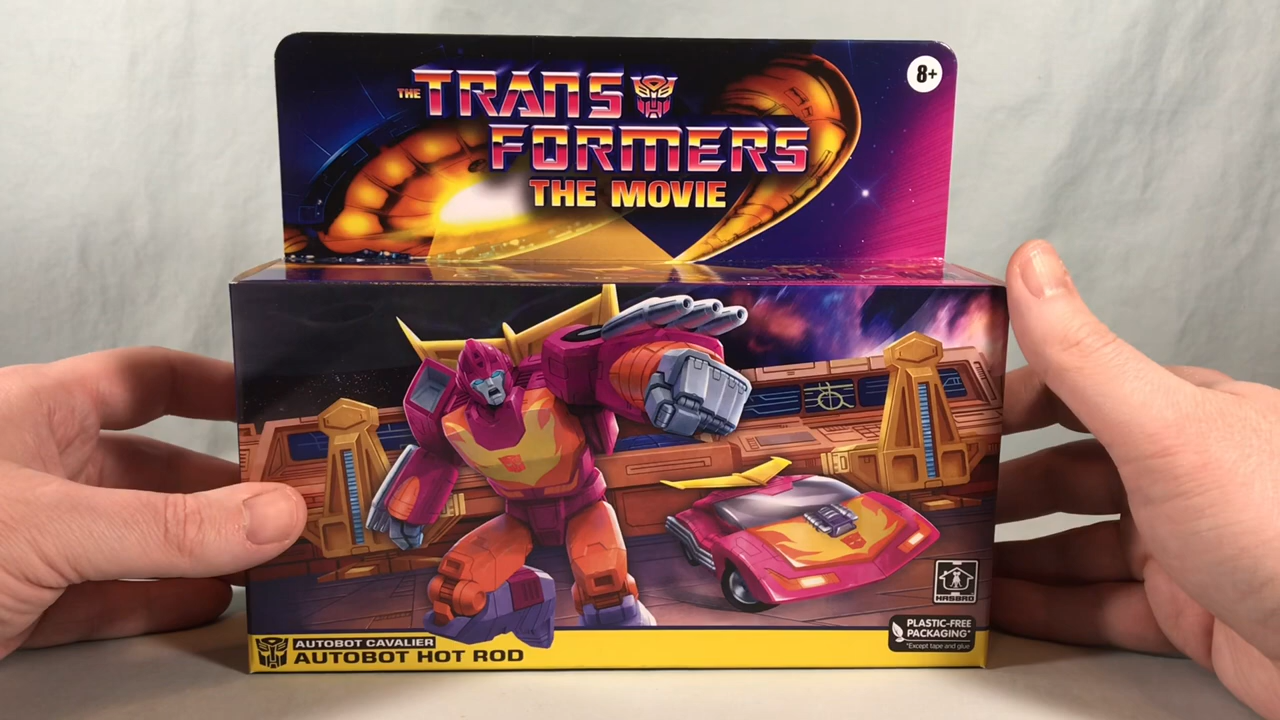 8+
THE TRANS
FORMERS
THE MOVIE
HASBRO
PLASTIC-FREE
PACKAGING*
*Except tape and glue
AUTOBOT CAVALIER
AUTOBOT HOT ROD